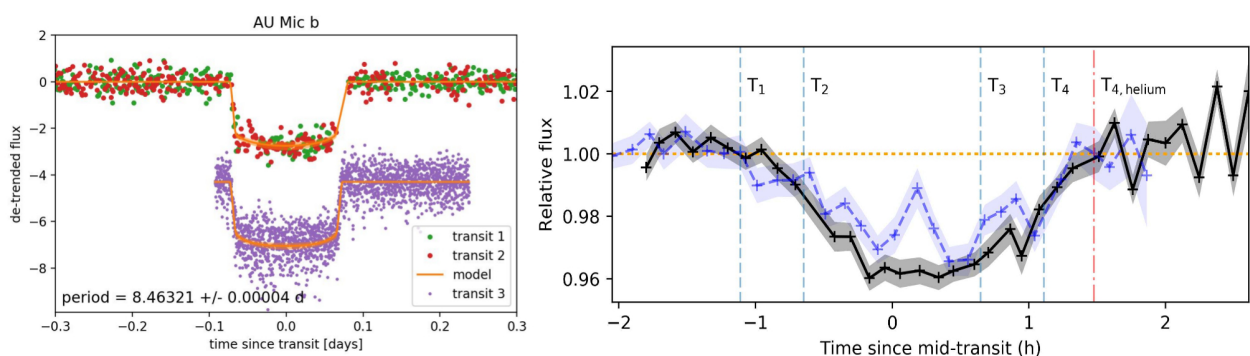 AU Mic b
2
0
−2
−4
−6
−8
de-trended flux
transit 1
transit 2
model
transit 3
period = 8.46321 +/- 0.00004 d
−0.3 −0.2 −0.1 0.0 0.1 0.2 0.3
time since transit [days]
1.02
1.00
0.98
0.96
Relative flux
T1 T2 T3 T4 T4, helium
−2 −1 0 1 2
Time since mid-transit (h)